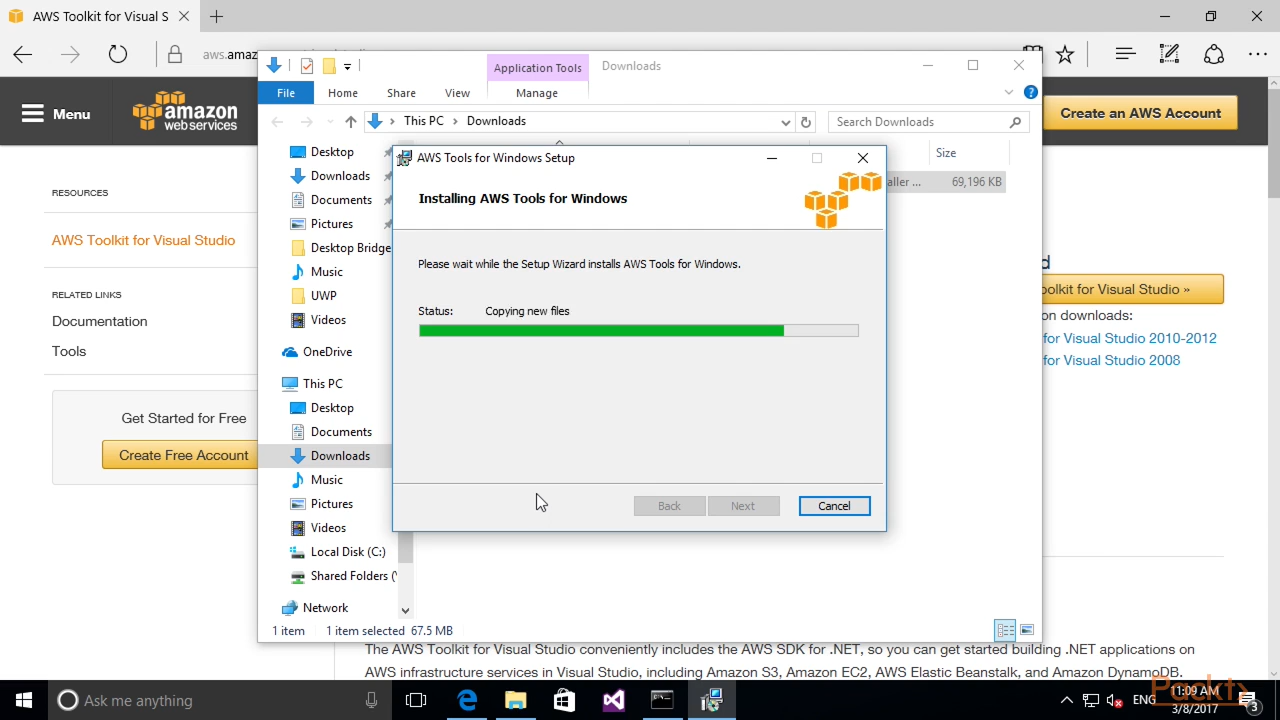 AWS Toolkit for Visual S
aws.amaz
Application Tools
Downloads
File
Home
Share
View
Manage
This PC
Downloads
Search Downloads
Menu
amazon
web services
Create an AWS Account
RESOURCES
AWS Toolkit for Visual Studio
RELATED LINKS
Documentation
Tools
Get Started for Free
Create Free Account
Desktop
Downloads
Documents
Pictures
Desktop Bridge
Music
UWP
Videos
OneDrive
This PC
Desktop
Documents
Downloads
Music
Pictures
Videos
Local Disk (C:)
Shared Folders (
Network
Size
aller ...
69,196 KB
AWS Tools for Windows Setup
Installing AWS Tools for Windows
Please wait while the Setup Wizard installs AWS Tools for Windows.
Status:
Copying new files
Back
Next
Cancel
d
oolkit for Visual Studio »
on downloads:
for Visual Studio 2010-2012
for Visual Studio 2008
1 item
1 item selected 67.5 MB
The AWS Toolkit for Visual Studio conveniently includes the AWS SDK for .NET, so you can get started building .NET applications on
AWS infrastructure services in Visual Studio, including Amazon S3, Amazon EC2, AWS Elastic Beanstalk, and Amazon DynamoDB.
Ask me anything
ENG
11:09 AM
3/8/2017
3
Packt